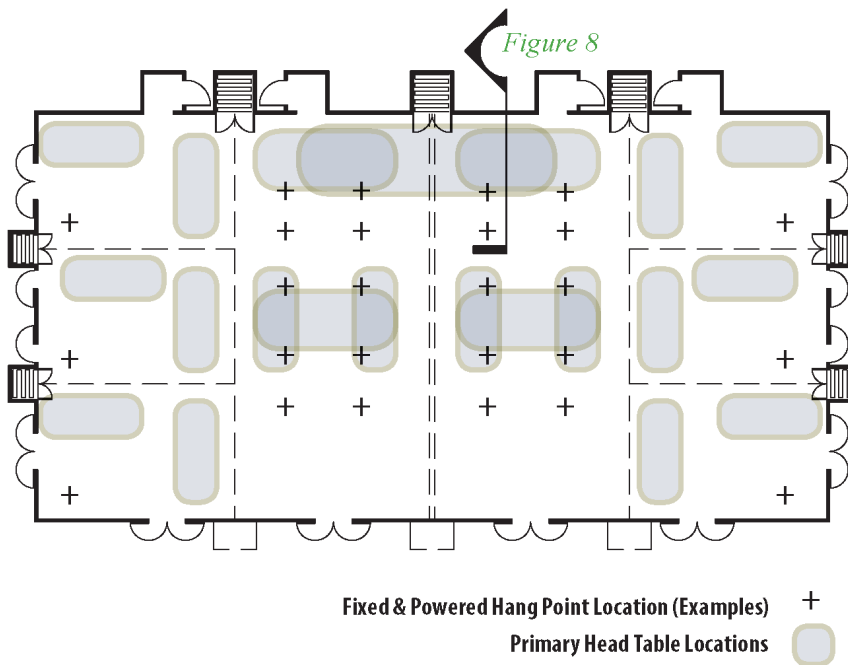 Figure 8
Fixed & Powered Hang Point Location (Examples)
Primary Head Table Locations